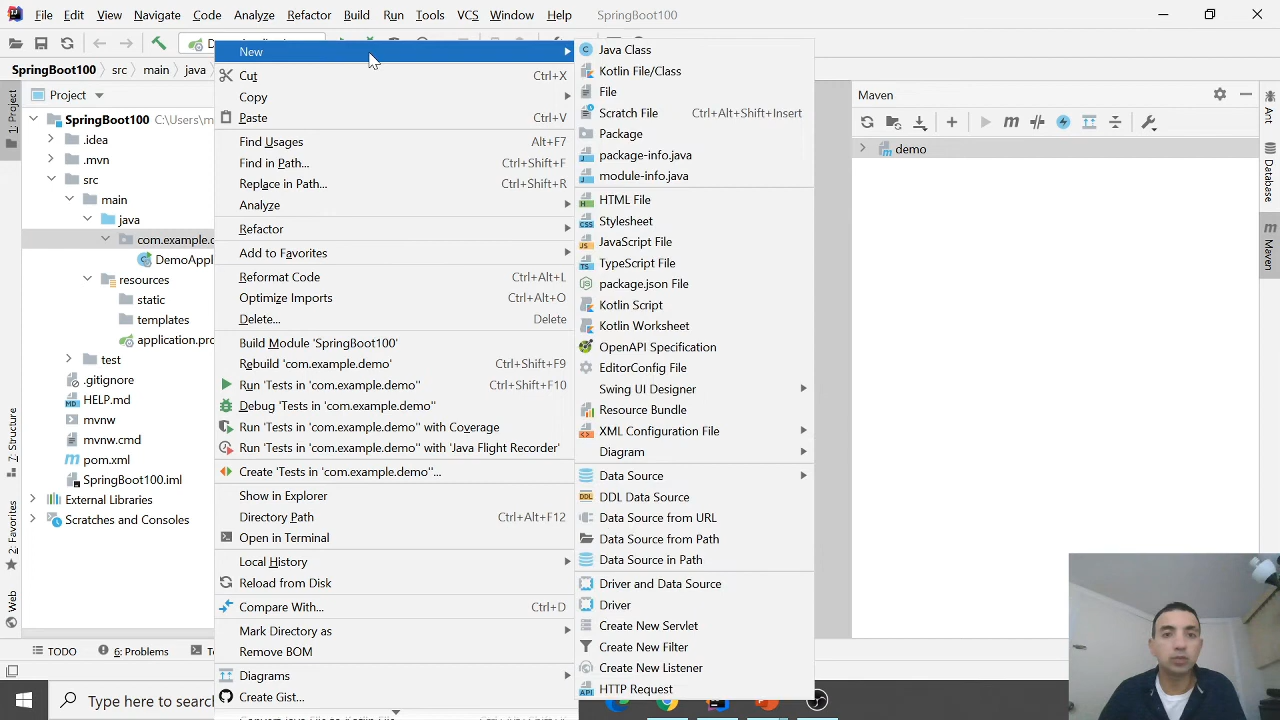 File Edit View Navigate Code Analyze Refactor Build Run Tools VCS Window Help SpringBoot100
SpringBoot100 src main java
1: Project
Project
SpringBoot100 C:\Users\m
.idea
.mvn
src
main
java
com.example.d
DemoAppl
resources
static
templates
application.pro
test
.gitignore
HELP.md
mvnw
mvnw.cmd
pom.xml
SpringBoot100.iml
External Libraries
Scratches and Consoles
7: Structure
2: Favorites
Web
TODO 6: Problems
Type here to searc
New
Cut Ctrl+X
Copy
Paste Ctrl+V
Find Usages Alt+F7
Find in Path... Ctrl+Shift+F
Replace in Path... Ctrl+Shift+R
Analyze
Refactor
Add to Favorites
Reformat Code Ctrl+Alt+L
Optimize Imports Ctrl+Alt+O
Delete... Delete
Build Module 'SpringBoot100'
Rebuild 'com.example.demo' Ctrl+Shift+F9
Run 'Tests in 'com.example.demo'' Ctrl+Shift+F10
Debug 'Tests in 'com.example.demo''
Run 'Tests in 'com.example.demo'' with Coverage
Run 'Tests in 'com.example.demo'' with 'Java Flight Recorder'
Create 'Tests in 'com.example.demo''...
Show in Explorer
Directory Path Ctrl+Alt+F12
Open in Terminal
Local History
Reload from Disk
Compare With... Ctrl+D
Mark Directory as
Remove BOM
Diagrams
Create Gist...
Java Class
Kotlin File/Class
File
Scratch File Ctrl+Alt+Shift+Insert
Package
package-info.java
module-info.java
HTML File
Stylesheet
JavaScript File
TypeScript File
package.json File
Kotlin Script
Kotlin Worksheet
OpenAPI Specification
EditorConfig File
Swing UI Designer
Resource Bundle
XML Configuration File
Diagram
Data Source
DDL Data Source
Data Source from URL
Data Source from Path
Data Source in Path
Driver and Data Source
Driver
Create New Servlet
Create New Filter
Create New Listener
HTTP Request
Maven
demo
Ant
Database
Maven